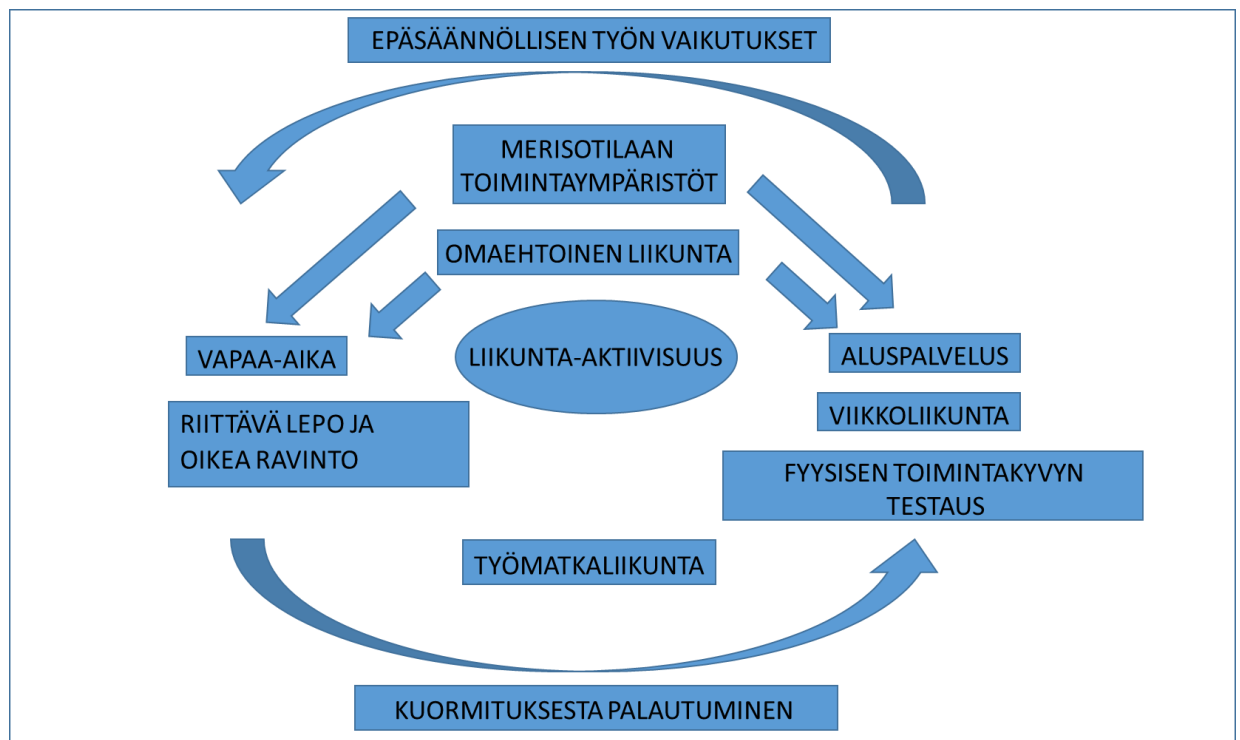 EPÄSÄÄNNÖLLISEN TYÖN VAIKUTUKSET
MERISOTILAAN
TOIMINTAYMPÄRISTÖT
OMAEHTOINEN LIIKUNTA
VAPAA-AIKA
LIIKUNTA-AKTIIVISUUS
ALUSPALVELUS
RIITTÄVÄ LEPO JA
OIKEA RAVINTO
VIIKKOLIIKUNTA
FYYSISEN TOIMINTAKYVYN
TESTAUS
TYÖMATKALIIKUNTA
KUORMITUKSESTA PALAUTUMINEN